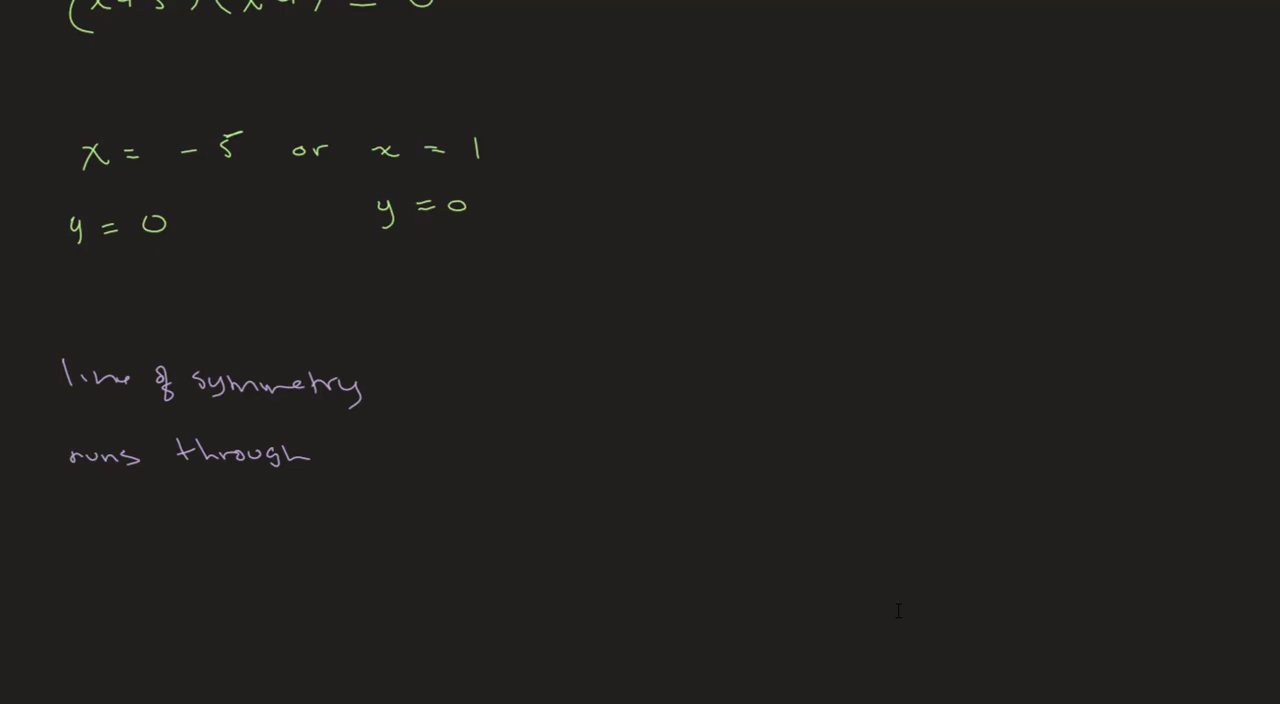 x = - 5 or x = 1
y = 0 y = 0
line of symmetry
runs through